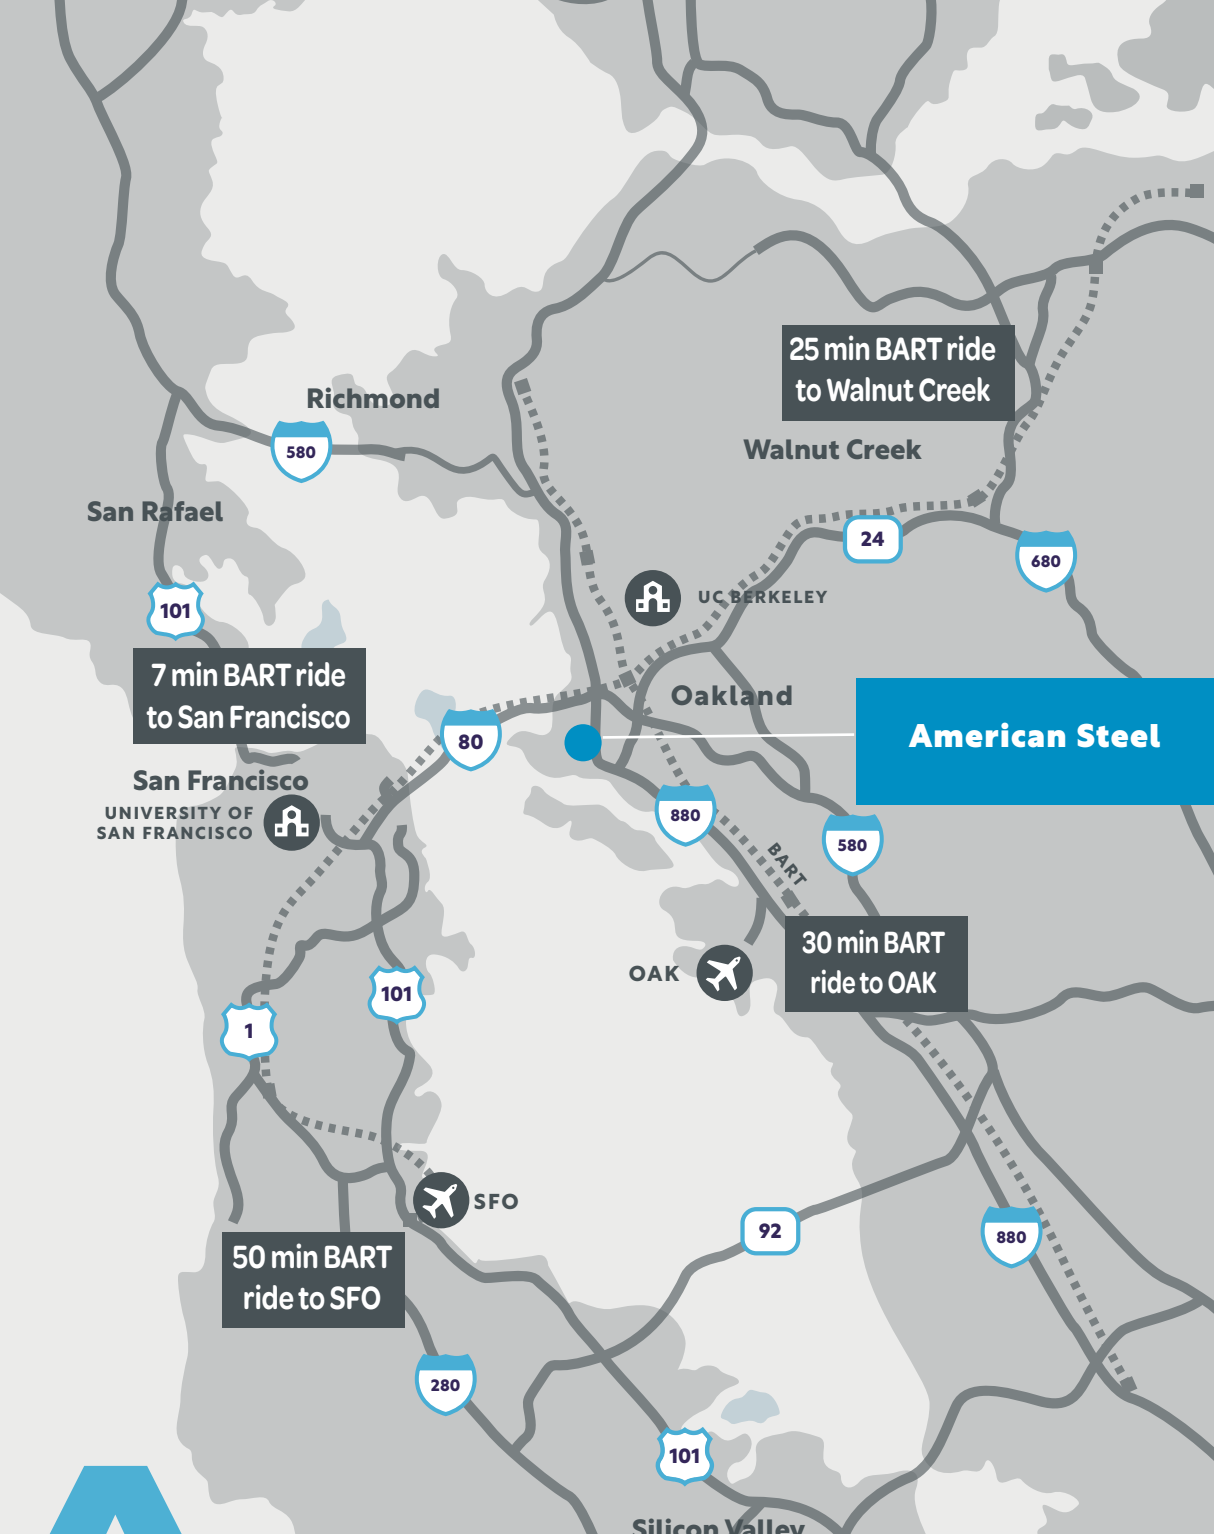 25 min BART ride
to Walnut Creek
Richmond
580
Walnut Creek
San Rafael
24
680
101
UC BERKELEY
7 min BART ride
to San Francisco
Oakland
80
American Steel
San Francisco
UNIVERSITY OF
SAN FRANCISCO
880
580
BART
30 min BART
ride to OAK
OAK
101
1
SFO
92
880
50 min BART
ride to SFO
280
101
Silicon Valley